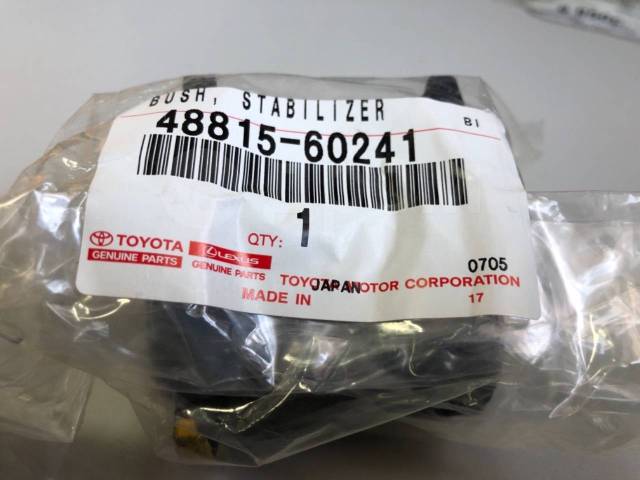 BUSH, STABILIZER
48815-60241
BI
QTY: 1
TOYOTA
GENUINE PARTS
LEXUS
GENUINE PARTS
0705
TOYOTA MOTOR CORPORATION
MADE IN JAPAN
17